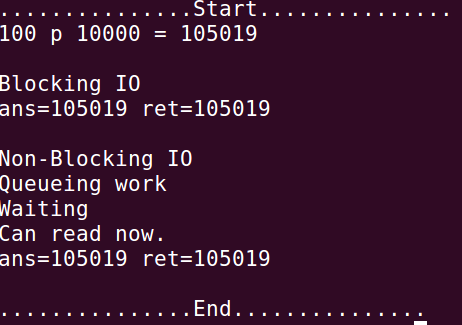 ...............Start...............
100 p 10000 = 105019
Blocking IO
ans=105019 ret=105019
Non-Blocking IO
Queueing work
Waiting
Can read now.
ans=105019 ret=105019
...............End...............